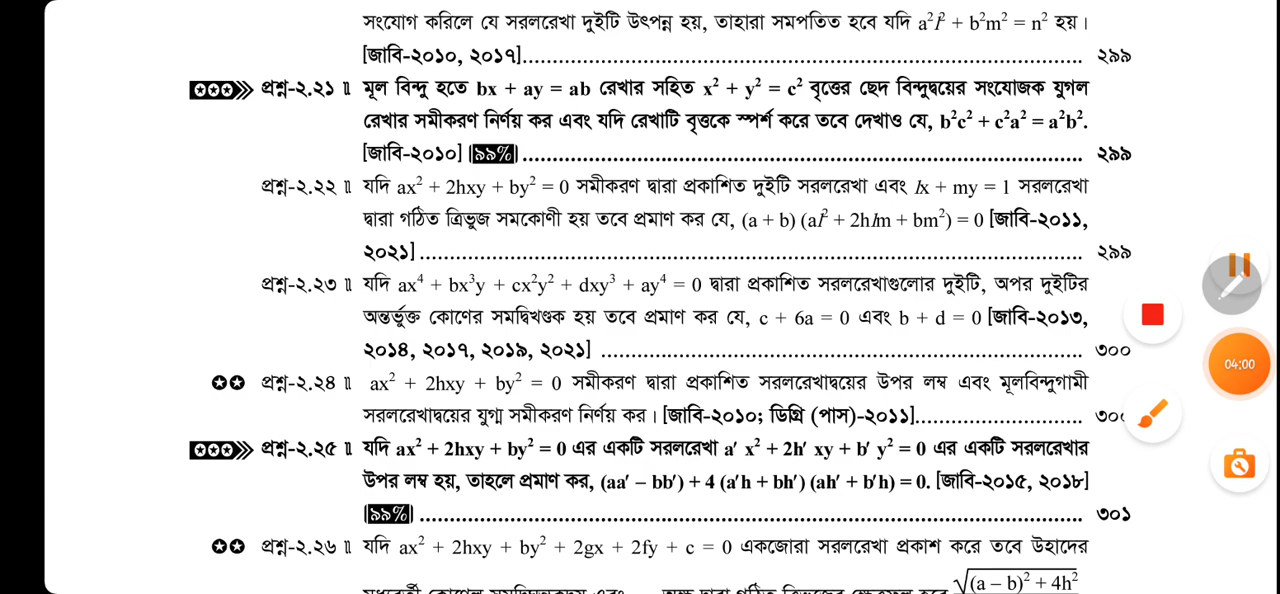 সংযোগ করিলে যে সরলরেখা দুইটি উৎপন্ন হয়, তাহারা সমপতিত হবে যদি a²l² + b²m² = n² হয়।
[জাবি-২০১০, ২০১৭]........................................................................................................ ২৯৯
✪✪✪ প্রশ্ন-২.২১ ॥ মূল বিন্দু হতে bx + ay = ab রেখার সহিত x² + y² = c² বৃত্তের ছেদ বিন্দুদ্বয়ের সংযোজক যুগল
রেখার সমীকরণ নির্ণয় কর এবং যদি রেখাটি বৃত্তকে স্পর্শ করে তবে দেখাও যে, b²c² + c²a² = a²b².
[জাবি-২০১০] [৯৯%] ........................................................................................................ ২৯৯
প্রশ্ন-২.২২ ॥ যদি ax² + 2hxy + by² = 0 সমীকরণ দ্বারা প্রকাশিত দুইটি সরলরেখা এবং lx + my = 1 সরলরেখা
দ্বারা গঠিত ত্রিভুজ সমকোণী হয় তবে প্রমাণ কর যে, (a + b) (al² + 2hlm + bm²) = 0 [জাবি-২০১১,
২০২১] ........................................................................................................ ২৯৯
প্রশ্ন-২.২৩ ॥ যদি ax⁴ + bx³y + cx²y² + dxy³ + ay⁴ = 0 দ্বারা প্রকাশিত সরলরেখাগুলোর দুইটি, অপর দুইটির
অন্তর্ভুক্ত কোণের সমদ্বিখণ্ডক হয় তবে প্রমাণ কর যে, c + 6a = 0 এবং b + d = 0 [জাবি-২০১৩,
২০১৪, ২০১৭, ২০১৯, ২০২১] ........................................................................................ ৩০০
✪✪ প্রশ্ন-২.২৪ ॥ ax² + 2hxy + by² = 0 সমীকরণ দ্বারা প্রকাশিত সরলরেখাদ্বয়ের উপর লম্ব এবং মূলবিন্দুগামী
সরলরেখাদ্বয়ের যুগ্ম সমীকরণ নির্ণয় কর। [জাবি-২০১০; ডিগ্রি (পাস)-২০১১]............................ ৩০০
✪✪✪ প্রশ্ন-২.২৫ ॥ যদি ax² + 2hxy + by² = 0 এর একটি সরলরেখা a′ x² + 2h′ xy + b′ y² = 0 এর একটি সরলরেখার
উপর লম্ব হয়, তাহলে প্রমাণ কর, (aa′ – bb′) + 4 (a′h + bh′) (ah′ + b′h) = 0. [জাবি-২০১৫, ২০১৮]
[৯৯%] ........................................................................................................ ৩০১
✪✪ প্রশ্ন-২.২৬ ॥ যদি ax² + 2hxy + by² + 2gx + 2fy + c = 0 একজোরা সরলরেখা প্রকাশ করে তবে উহাদের
√(a – b)² + 4h²
04:00